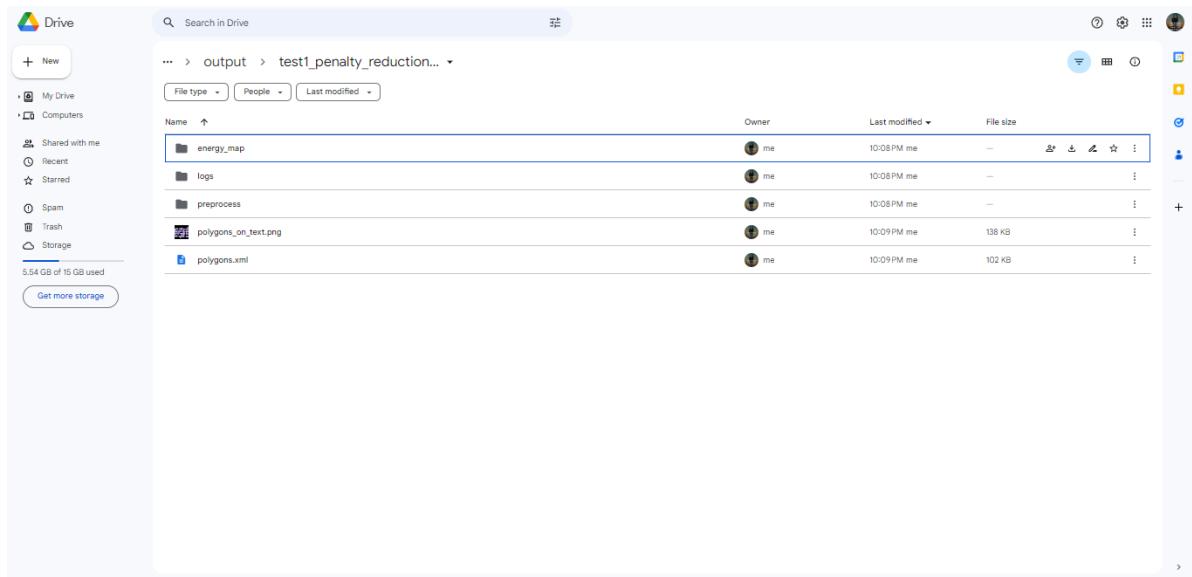 Drive
Search in Drive
New
My Drive
Computers
Shared with me
Recent
Starred
Spam
Trash
Storage
5.54 GB of 15 GB used
Get more storage
... > output > test1_penalty_reduction...
File type People Last modified
Name Owner Last modified File size
energy_map me 10:08 PM me —
logs me 10:08 PM me —
preprocess me 10:08 PM me —
polygons_on_text.png me 10:09 PM me 138 KB
polygons.xml me 10:09 PM me 102 KB